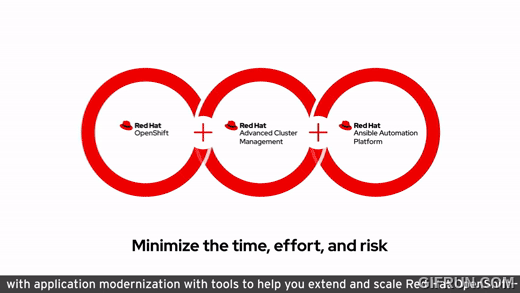 Red Hat
OpenShift
Red Hat
Advanced Cluster
Management
Red Hat
Ansible Automation
Platform
Minimize the time, effort, and risk
with application modernization with tools to help you extend and scale Red Hat OpenShift-
GIFRUN.COM